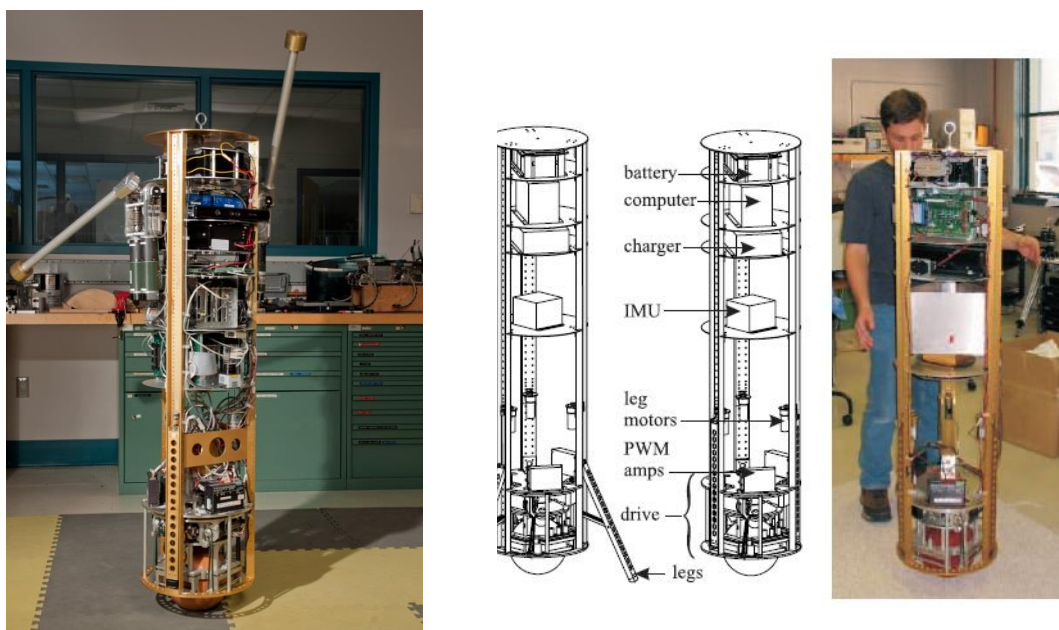 battery
computer
charger
IMU
leg
motors
PWM
amps
drive
legs